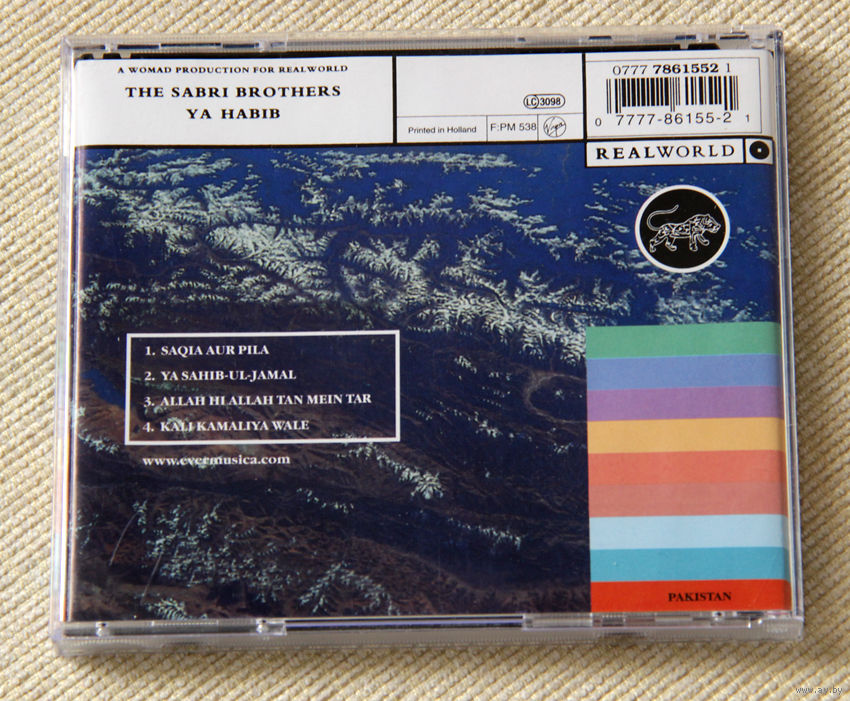 A WOMAD PRODUCTION FOR REALWORLD
THE SABRI BROTHERS
YA HABIB
LC 3098
Printed in Holland
F:PM 538
Virgin
0777 7861552 1
0 7777-86155-2 1
REALWORLD
1. SAQIA AUR PILA
2. YA SAHIB-UL-JAMAL
3. ALLAH HI ALLAH TAN MEIN TAR
4. KALI KAMALIYA WALE
www.evermusica.com
PAKISTAN
www.ay.by